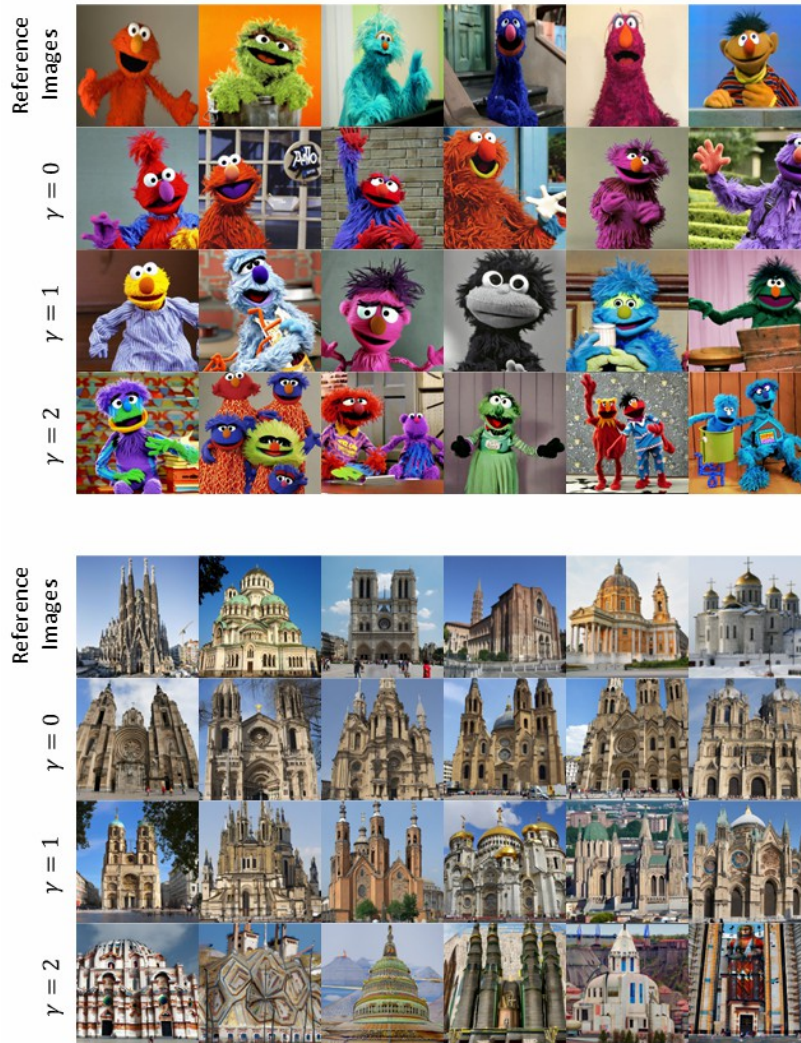 Reference
Images
γ = 0
γ = 1
γ = 2
Reference
Images
γ = 0
γ = 1
γ = 2